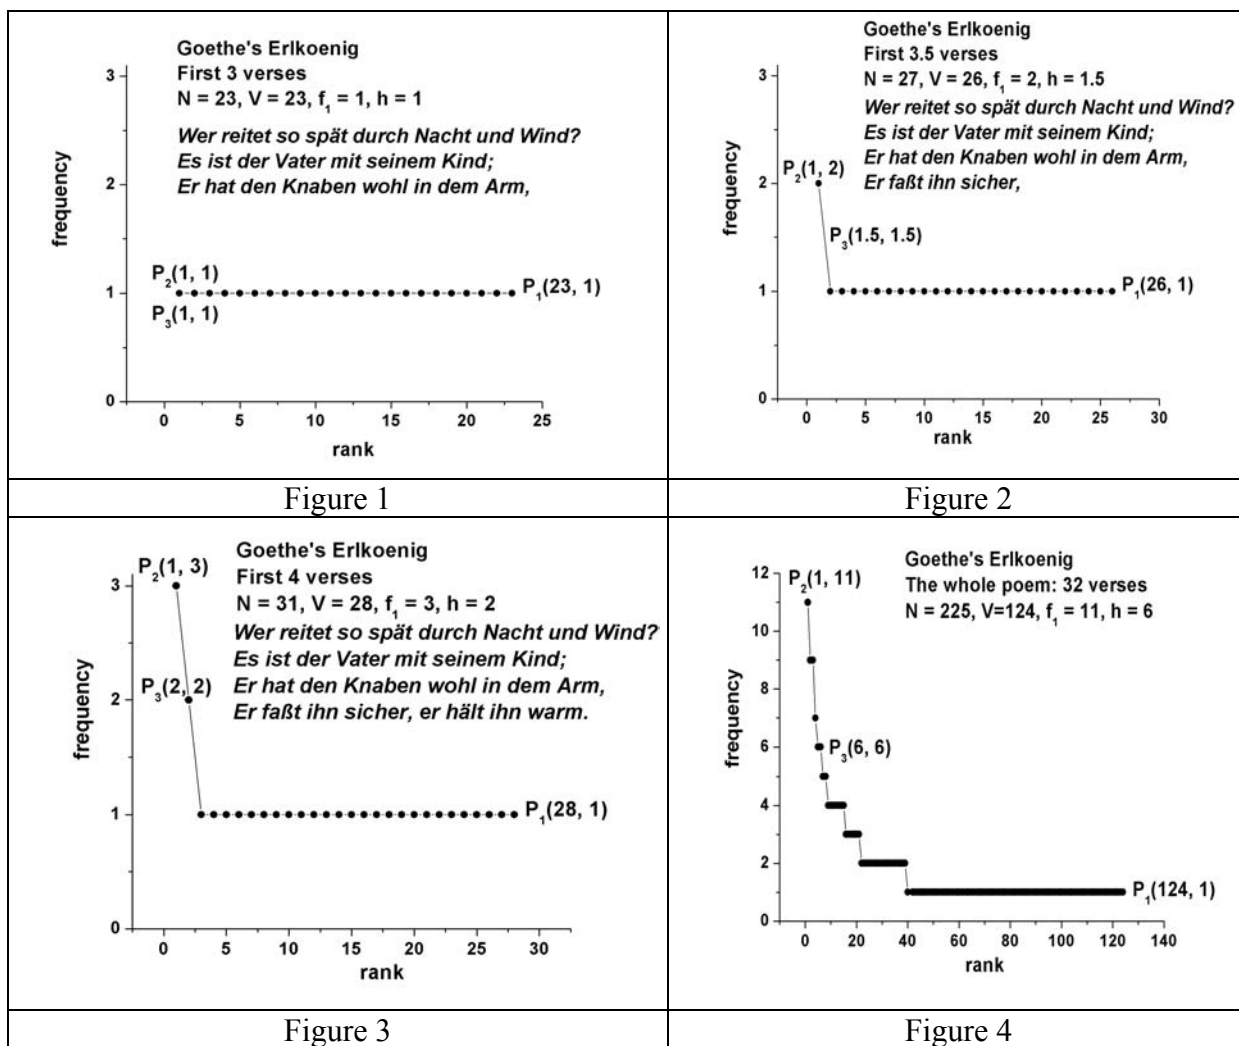 Goethe's Erlkoenig
First 3 verses
N = 23, V = 23, f₁ = 1, h = 1
Wer reitet so spät durch Nacht und Wind?
Es ist der Vater mit seinem Kind;
Er hat den Knaben wohl in dem Arm,
3
2
1
0
frequency
P₂(1, 1)
P₃(1, 1)
P₁(23, 1)
0 5 10 15 20 25
rank
Figure 1
Goethe's Erlkoenig
First 3.5 verses
N = 27, V = 26, f₁ = 2, h = 1.5
Wer reitet so spät durch Nacht und Wind?
Es ist der Vater mit seinem Kind;
Er hat den Knaben wohl in dem Arm,
Er faßt ihn sicher,
3
2
1
0
frequency
P₂(1, 2)
P₃(1.5, 1.5)
P₁(26, 1)
0 5 10 15 20 25 30
rank
Figure 2
Goethe's Erlkoenig
First 4 verses
N = 31, V = 28, f₁ = 3, h = 2
Wer reitet so spät durch Nacht und Wind?
Es ist der Vater mit seinem Kind;
Er hat den Knaben wohl in dem Arm,
Er faßt ihn sicher, er hält ihn warm.
3
2
1
0
frequency
P₂(1, 3)
P₃(2, 2)
P₁(28, 1)
0 5 10 15 20 25 30
rank
Figure 3
Goethe's Erlkoenig
The whole poem: 32 verses
N = 225, V=124, f₁ = 11, h = 6
12
10
8
6
4
2
0
frequency
P₂(1, 11)
P₃(6, 6)
P₁(124, 1)
0 20 40 60 80 100 120 140
rank
Figure 4